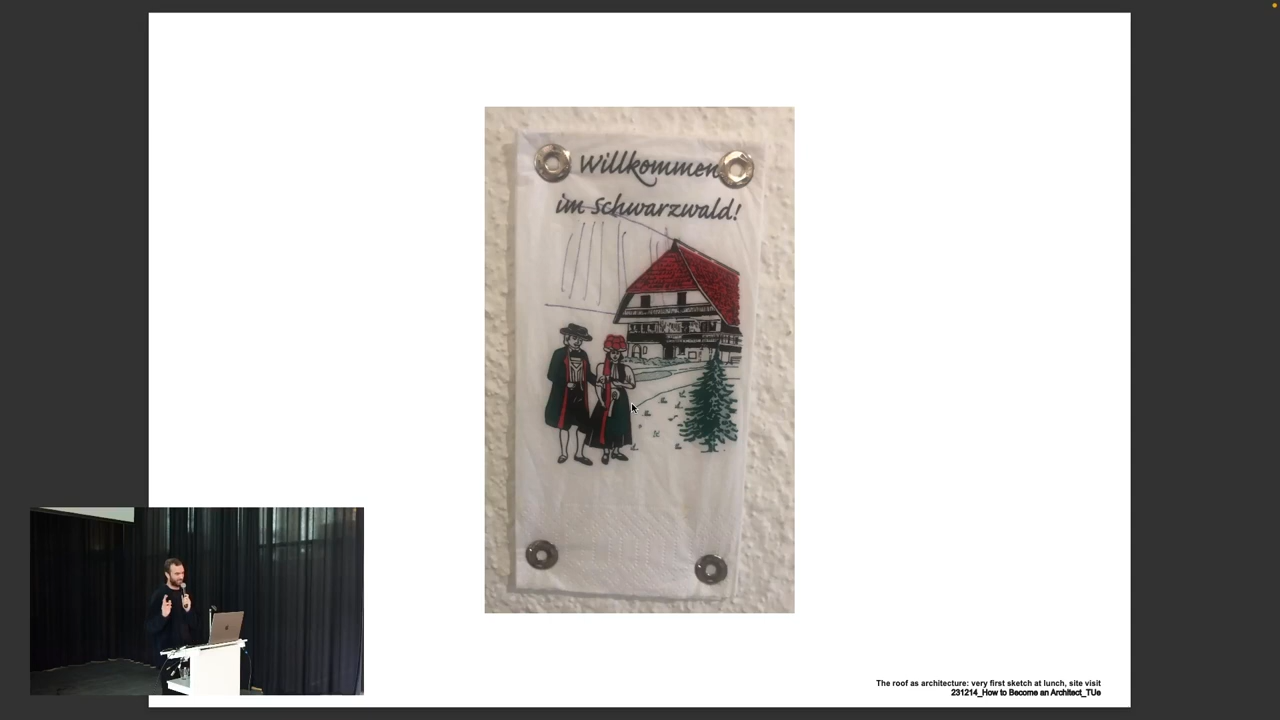 Willkommen
im Schwarzwald!
The roof as architecture: very first sketch at lunch, site visit
231214_How to Become an Architect_TUe